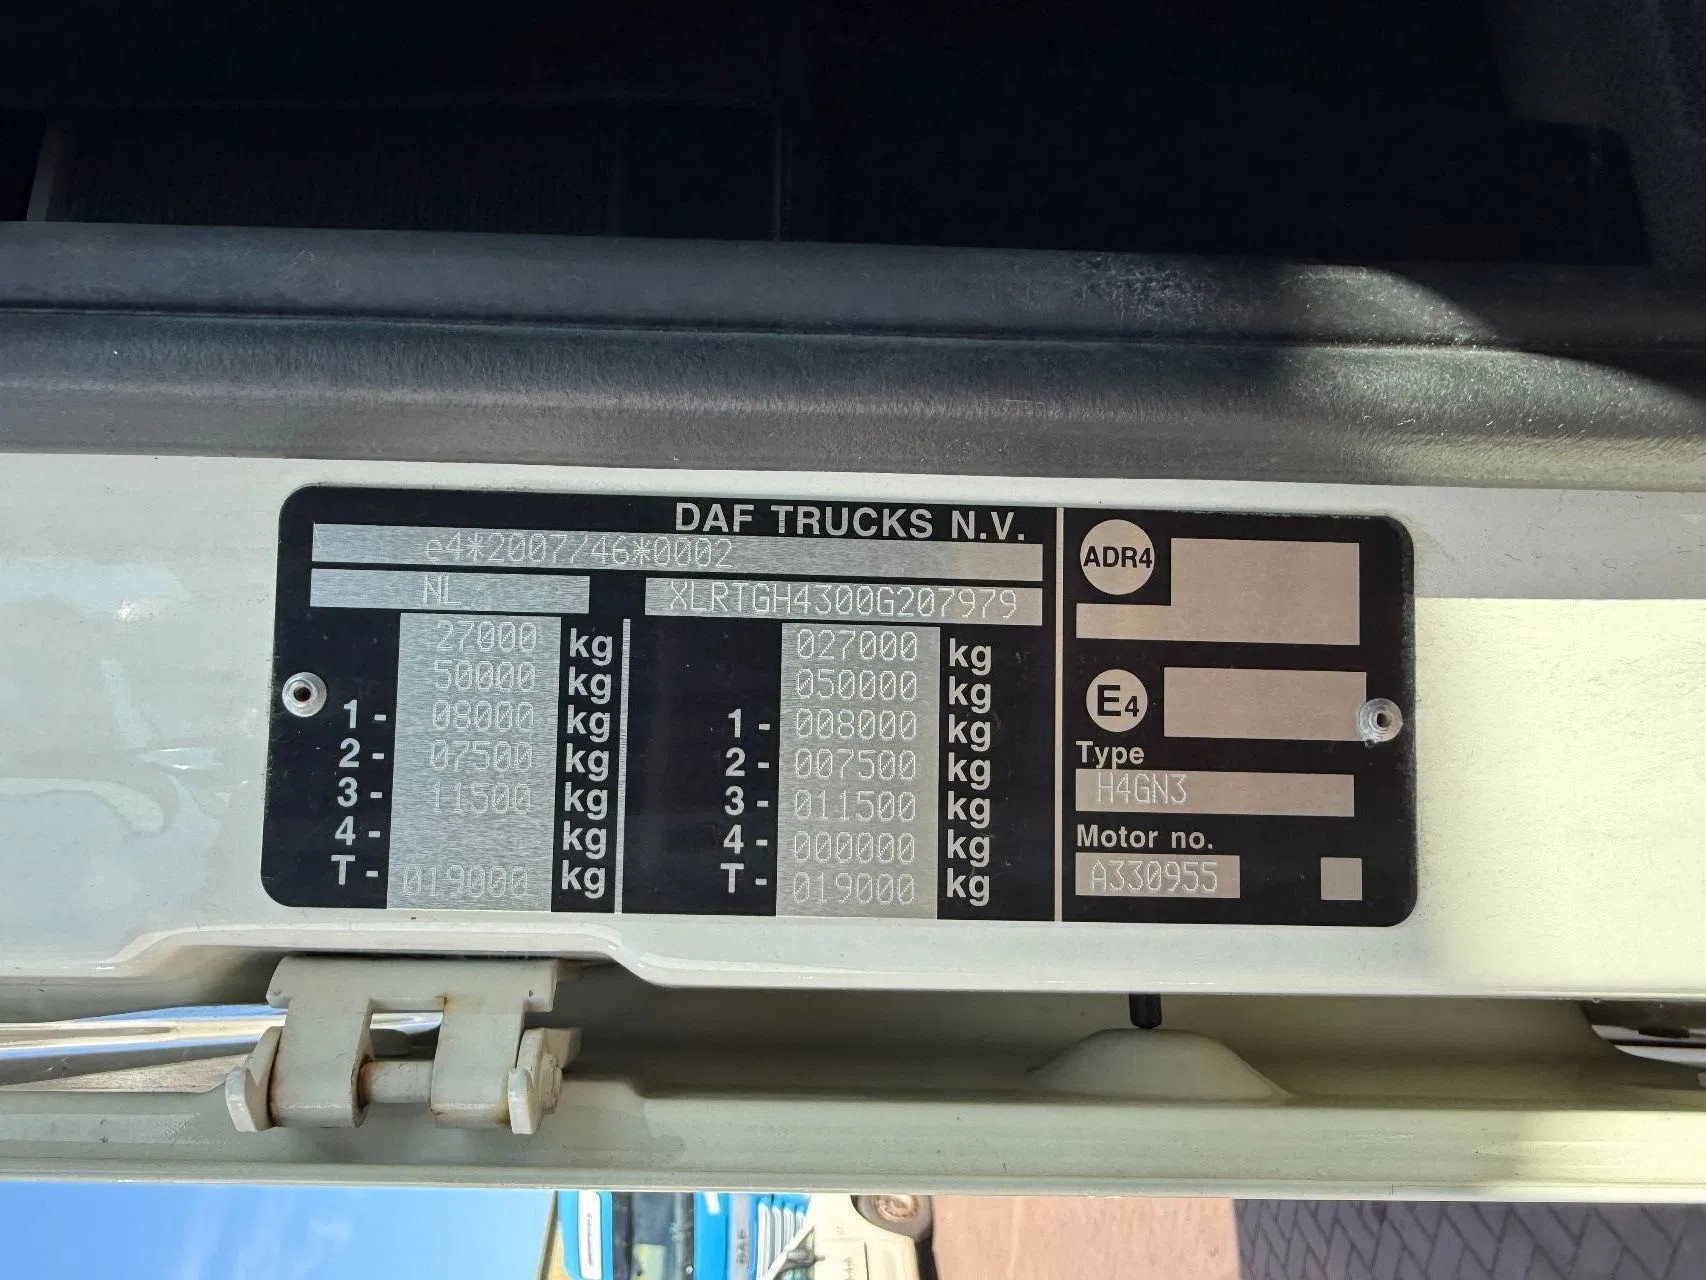 DAF TRUCKS N.V.
e4*2007/46*0002
NL XLRTGH4300G207979
27000 kg
50000 kg
1- 08000 kg
2- 07500 kg
3- 11500 kg
4- kg
T- 019000 kg
027000 kg
050000 kg
1- 008000 kg
2- 007500 kg
3- 011500 kg
4- 000000 kg
T- 019000 kg
ADR4
E4
Type
H4GN3
Motor no.
A330955
DAF